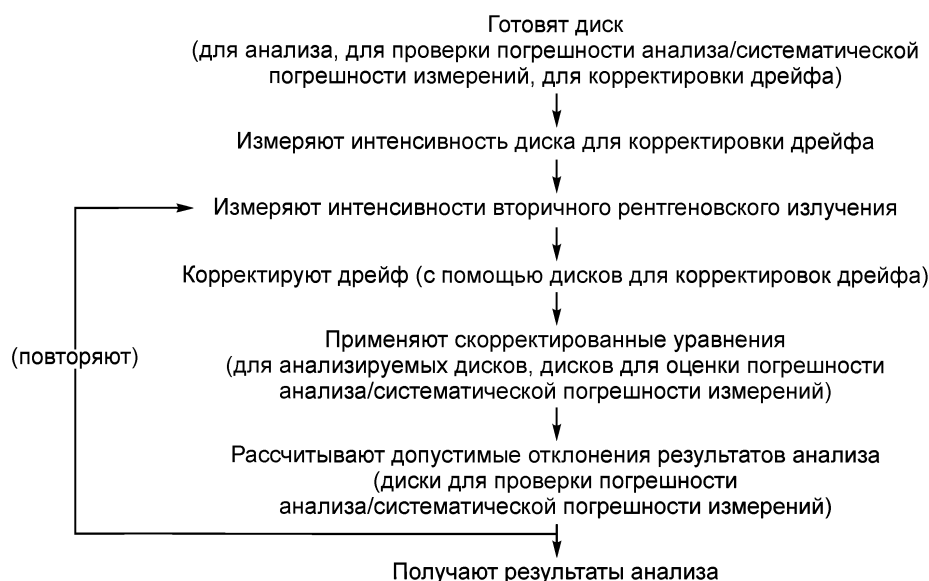 Готовят диск
(для анализа, для проверки погрешности анализа/систематической
погрешности измерений, для корректировки дрейфа)
Измеряют интенсивность диска для корректировки дрейфа
Измеряют интенсивности вторичного рентгеновского излучения
Корректируют дрейф (с помощью дисков для корректировок дрейфа)
(повторяют)
Применяют скорректированные уравнения
(для анализируемых дисков, дисков для оценки погрешности
анализа/систематической погрешности измерений)
Рассчитывают допустимые отклонения результатов анализа
(диски для проверки погрешности
анализа/систематической погрешности измерений)
Получают результаты анализа